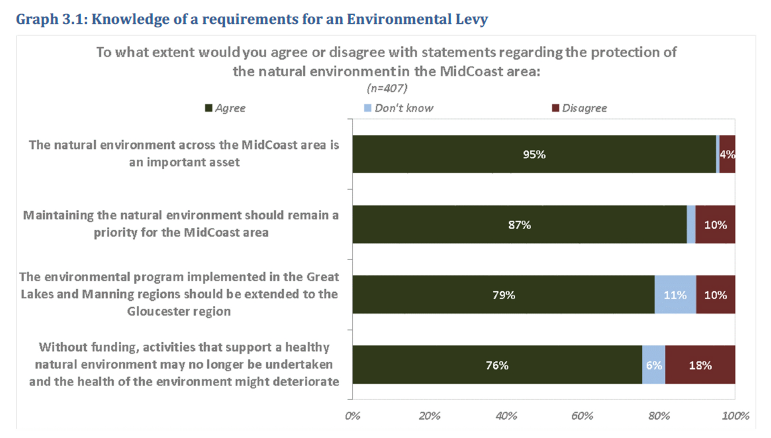 Graph 3.1: Knowledge of a requirements for an Environmental Levy
To what extent would you agree or disagree with statements regarding the protection of
the natural environment in the MidCoast area:
(n=407)
Agree Don't know Disagree
The natural environment across the MidCoast area is
an important asset
95% 4%
Maintaining the natural environment should remain a
priority for the MidCoast area
87% 10%
The environmental program implemented in the Great
Lakes and Manning regions should be extended to the
Gloucester region
79% 11% 10%
Without funding, activities that support a healthy
natural environment may no longer be undertaken
and the health of the environment might deteriorate
76% 6% 18%
0% 20% 40% 60% 80% 100%